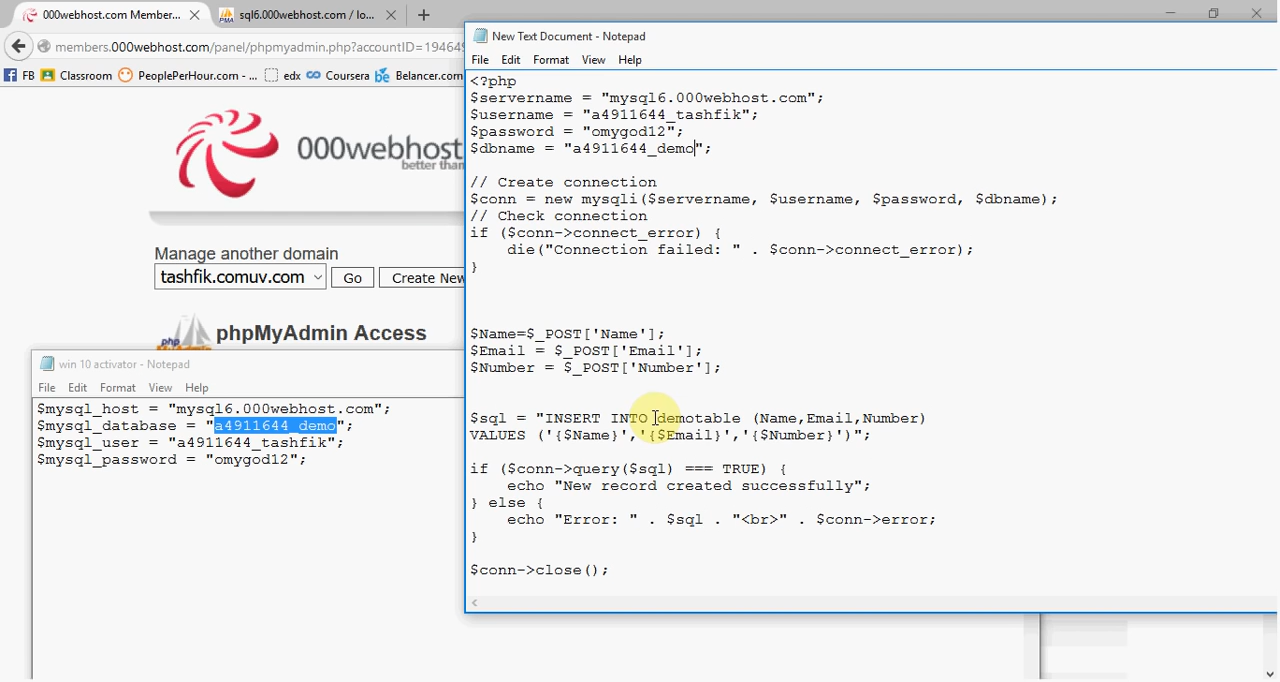 000webhost.com Member...
sql6.000webhost.com / lo...
members.000webhost.com/panel/phpmyadmin.php?accountID=19464
FB
Classroom
PeoplePerHour.com - ...
edx
Coursera
Belancer.com
000webhost
better than
Manage another domain
tashfik.comuv.com
Go
Create New
php
phpMyAdmin Access
win 10 activator - Notepad
File Edit Format View Help
$mysql_host = "mysql6.000webhost.com";
$mysql_database = "a4911644_demo";
$mysql_user = "a4911644_tashfik";
$mysql_password = "omygod12";
New Text Document - Notepad
File Edit Format View Help
<?php
$servername = "mysql6.000webhost.com";
$username = "a4911644_tashfik";
$password = "omygod12";
$dbname = "a4911644_demo";
// Create connection
$conn = new mysqli($servername, $username, $password, $dbname);
// Check connection
if ($conn->connect_error) {
die("Connection failed: " . $conn->connect_error);
}
$Name=$_POST['Name'];
$Email = $_POST['Email'];
$Number = $_POST['Number'];
$sql = "INSERT INTO demotable (Name,Email,Number)
VALUES ('{$Name}','{$Email}','{$Number}')";
if ($conn->query($sql) === TRUE) {
echo "New record created successfully";
} else {
echo "Error: " . $sql . "<br>" . $conn->error;
}
$conn->close();